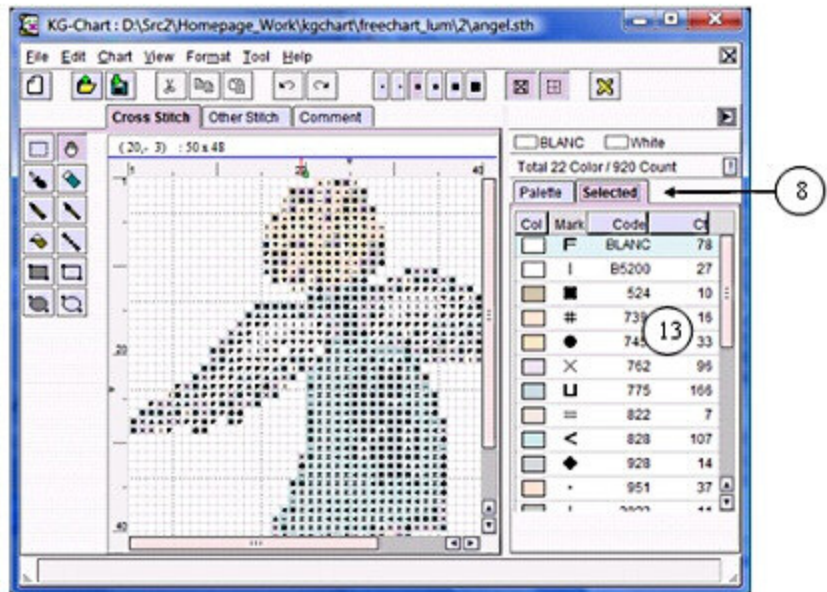 KG-Chart : D:\Src2\Homepage_Work\kgchart\freechart_lum\2\angel.sth
File Edit Chart View Format Tool Help
Cross Stitch Other Stitch Comment
( 20,- 3) : 50 x 48
BLANC White
Total 22 Color / 920 Count
Palette Selected
8
Col Mark Code Ct
BLANC 78
B5200 27
524 10
16
33
13
762 96
775 166
822 7
828 107
928 14
951 37
20
40
40